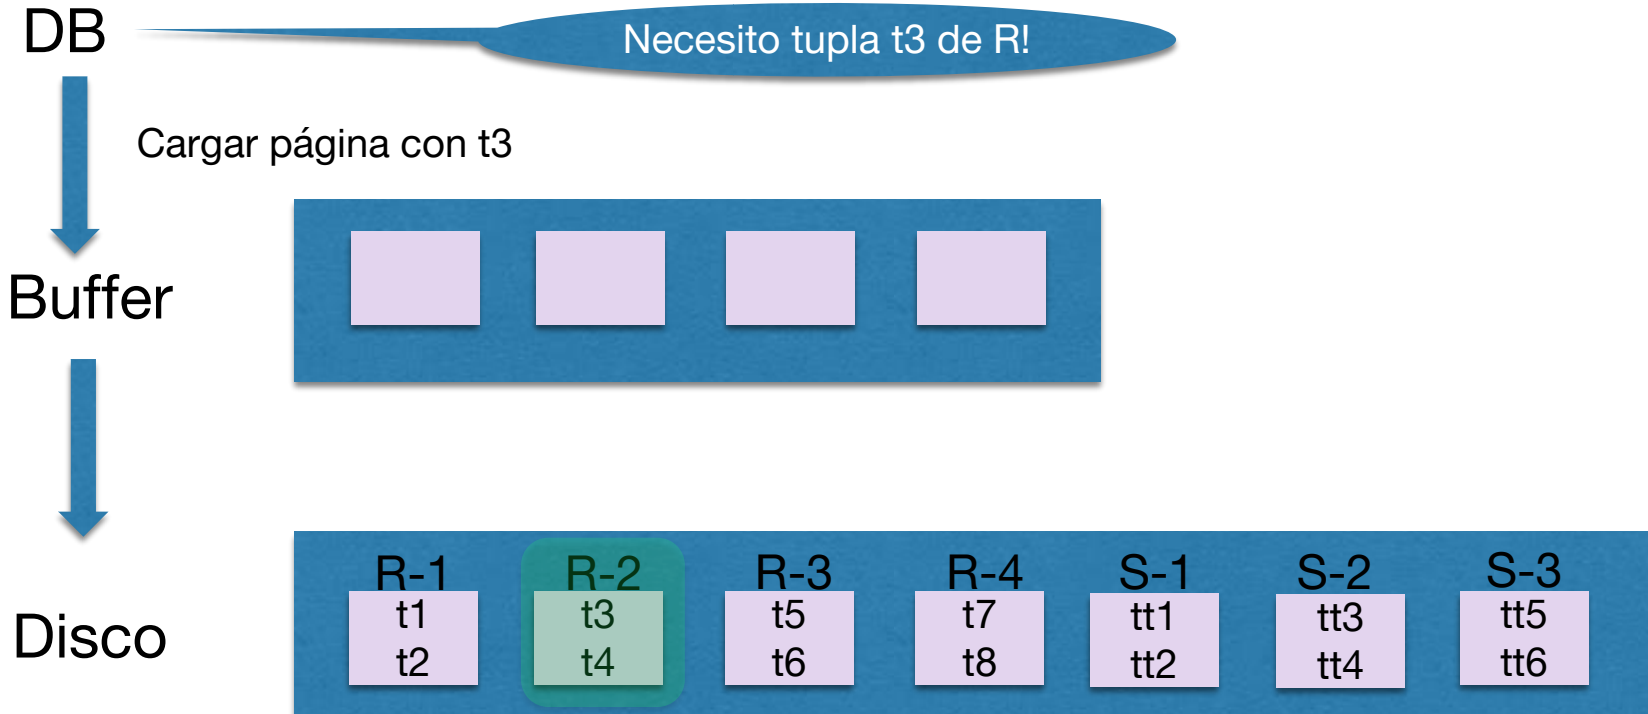 DB
Necesito tupla t3 de R!
Cargar página con t3
Buffer
Disco
R-1 R-2 R-3 R-4 S-1 S-2 S-3
t1 t3 t5 t7 tt1 tt3 tt5
t2 t4 t6 t8 tt2 tt4 tt6